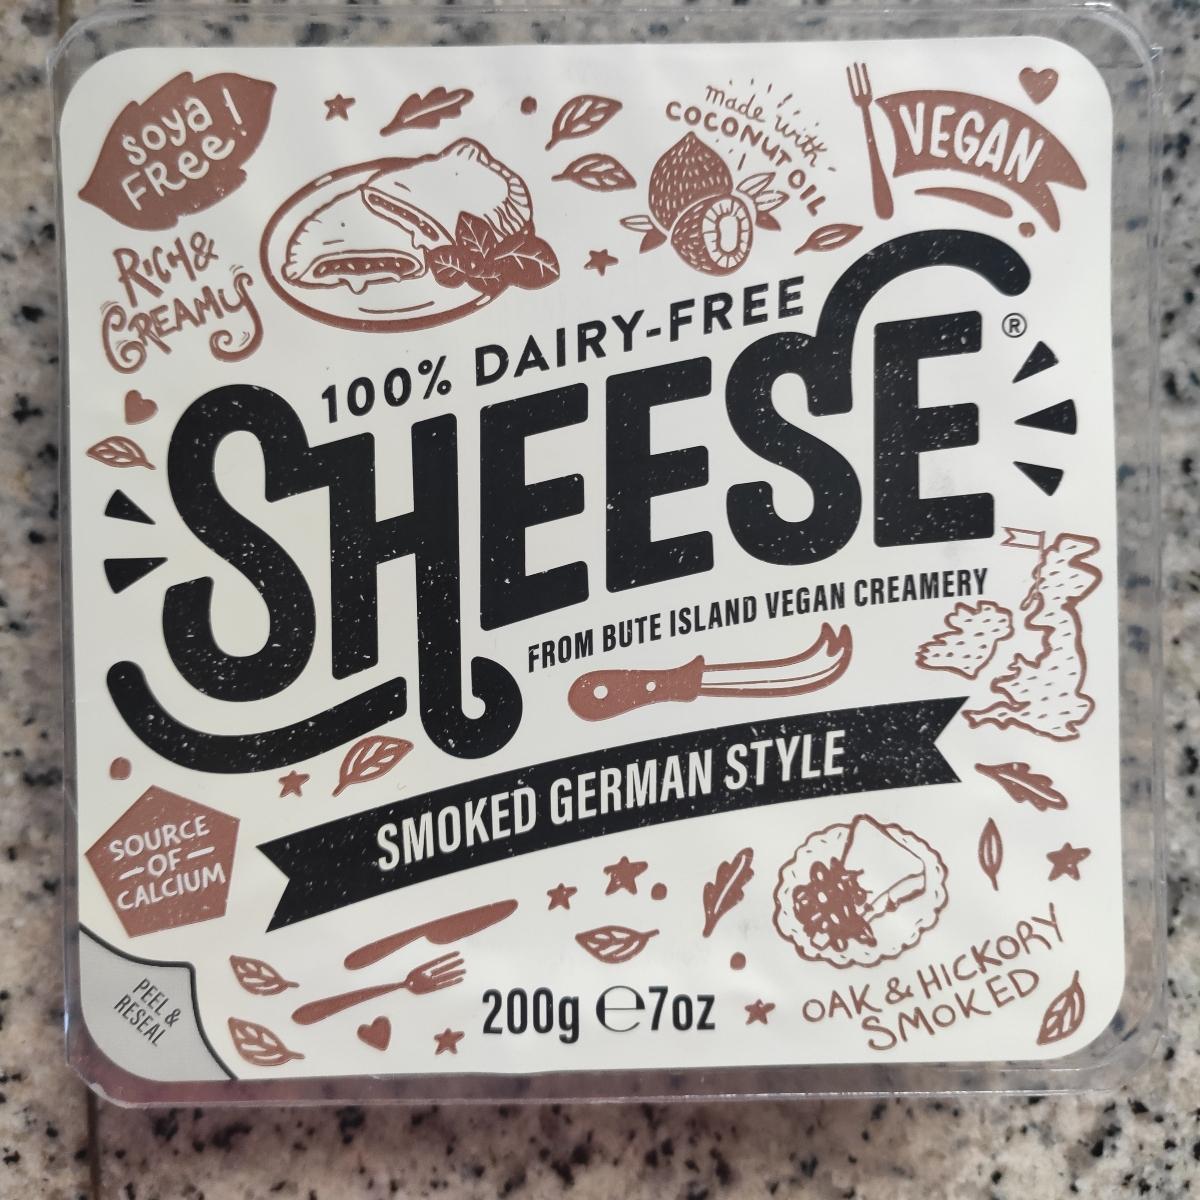 soya
FRee!
made with
COCONUT OIL
VEGAN
RICH &
CREAMY
100% DAIRY-FREE
SHEESE®
FROM BUTE ISLAND VEGAN CREAMERY
SMOKED GERMAN STYLE
SOURCE
—OF—
CALCIUM
PEEL &
RESEAL
200g ℮ 7oz
OAK & HICKORY
SMOKED